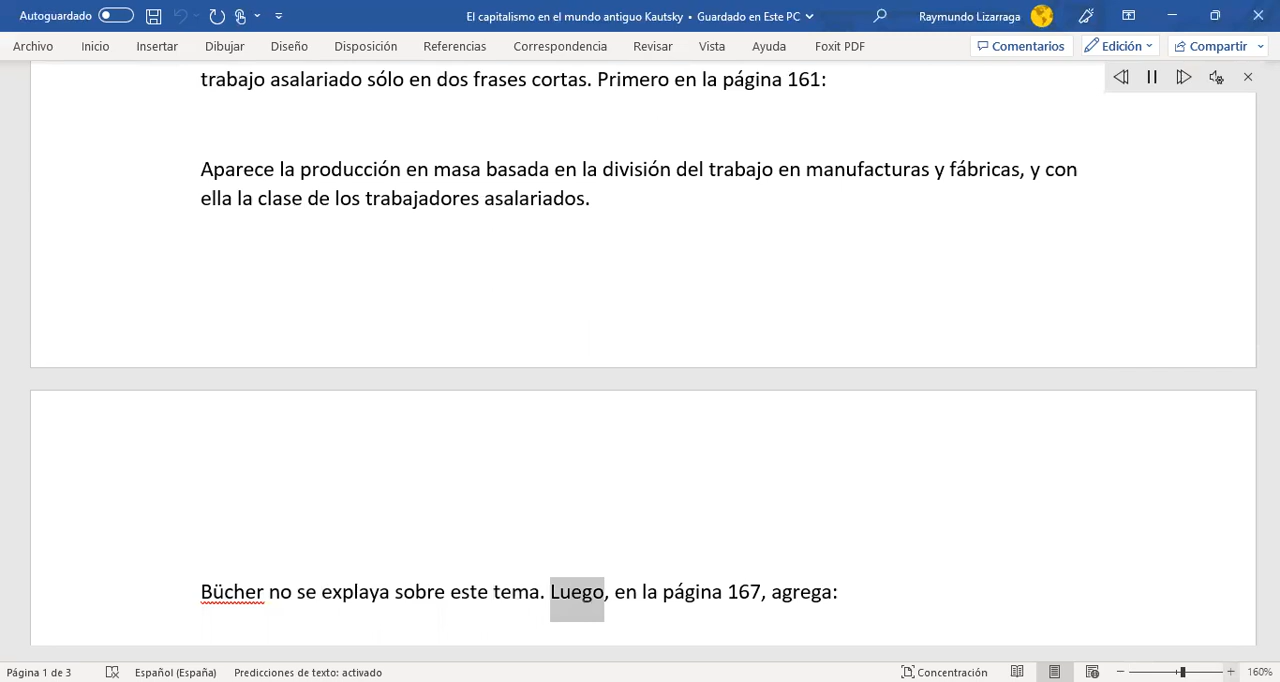 Autoguardado
El capitalismo en el mundo antiguo Kautsky • Guardado en Este PC
Raymundo Lizarraga
Archivo Inicio Insertar Dibujar Diseño Disposición Referencias Correspondencia Revisar Vista Ayuda Foxit PDF Comentarios Edición Compartir
trabajo asalariado sólo en dos frases cortas. Primero en la página 161:
Aparece la producción en masa basada en la división del trabajo en manufacturas y fábricas, y con
ella la clase de los trabajadores asalariados.
Bücher no se explaya sobre este tema. Luego, en la página 167, agrega:
Página 1 de 3 Español (España) Predicciones de texto: activado Concentración 160%